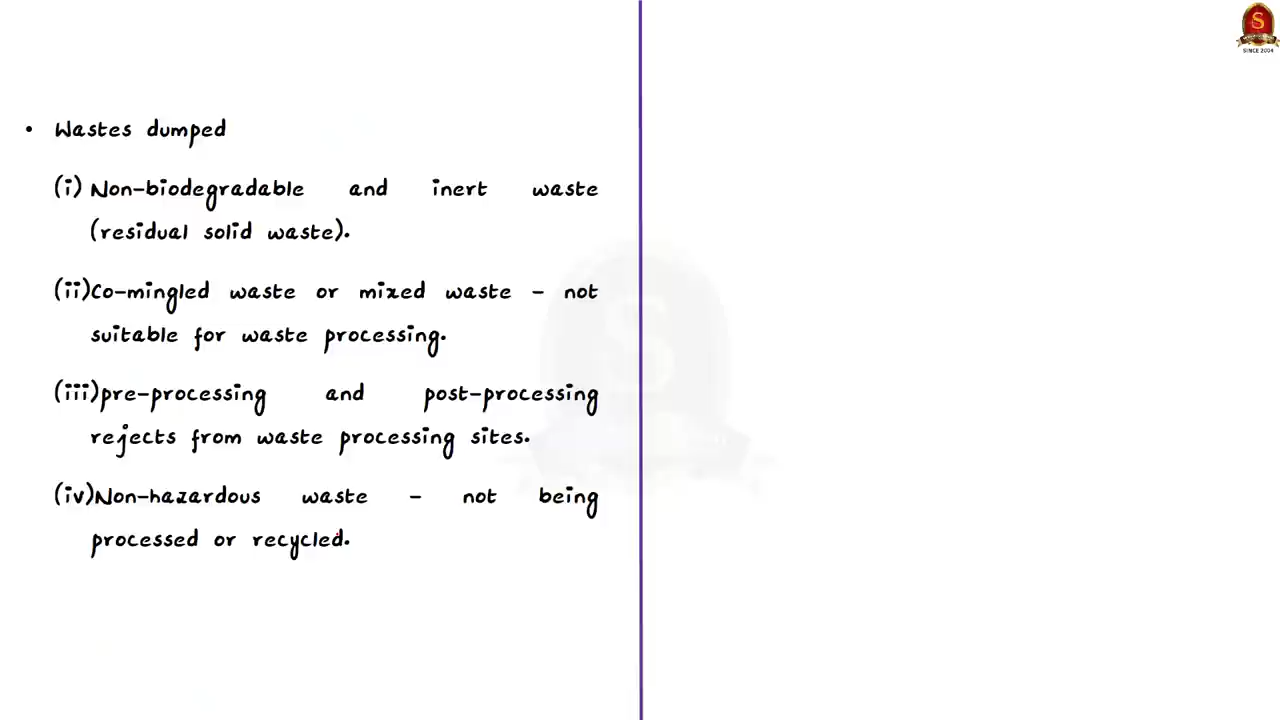 • Wastes dumped
(i) Non-biodegradable and inert waste
(residual solid waste).
(ii)Co-mingled waste or mixed waste - not
suitable for waste processing.
(iii)pre-processing and post-processing
rejects from waste processing sites.
(iv)Non-hazardous waste - not being
processed or recycled.
S
SINCE 2004
S